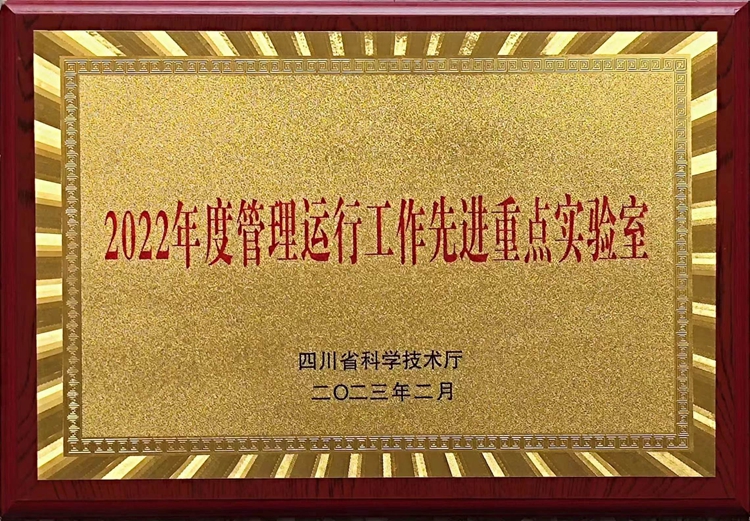 2022年度管理运行工作先进重点实验室
四川省科学技术厅
二〇二三年二月